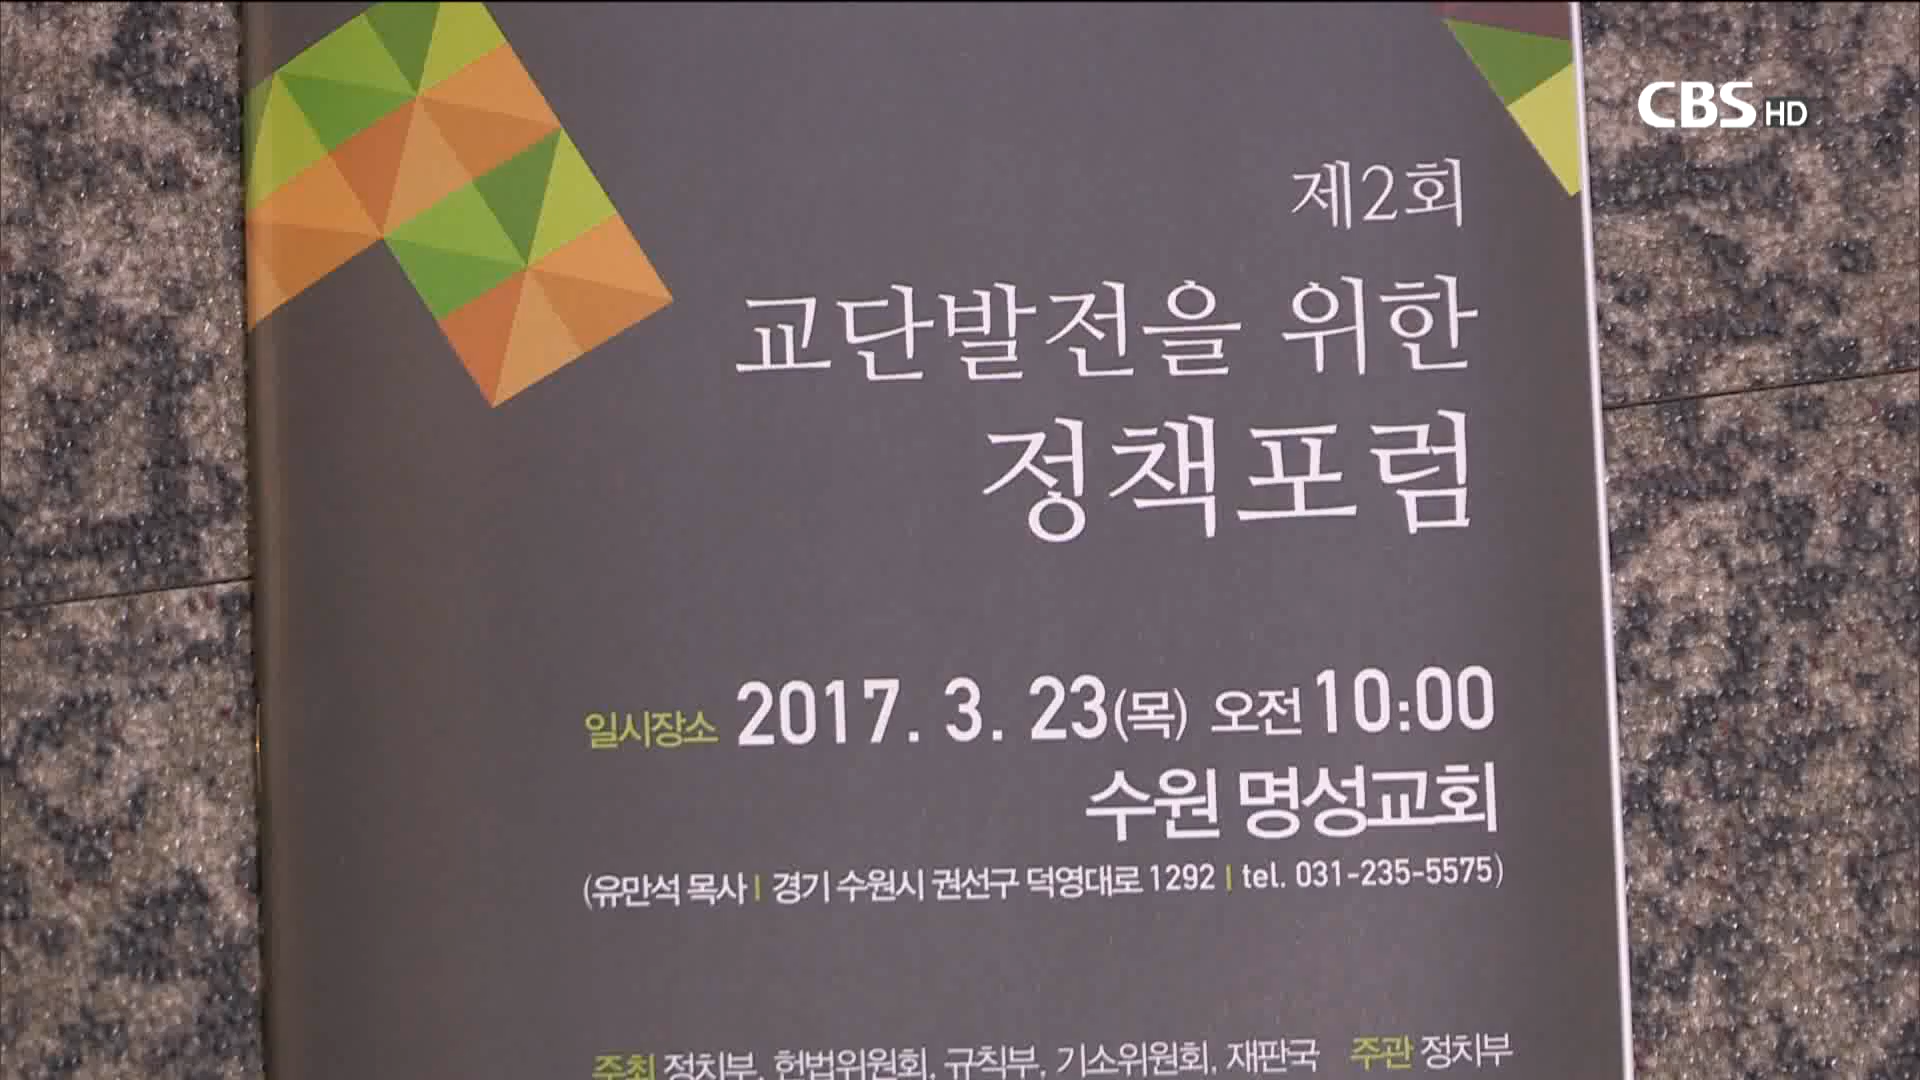 CBS HD
제2회
교단발전을 위한
정책포럼
일시장소 2017. 3. 23(목) 오전 10:00
수원 명성교회
(유만석 목사 | 경기 수원시 권선구 덕영대로 1292 | tel. 031-235-5575)
주최 정치부, 헌법위원회, 규칙부, 기소위원회, 재판국 주관 정치부